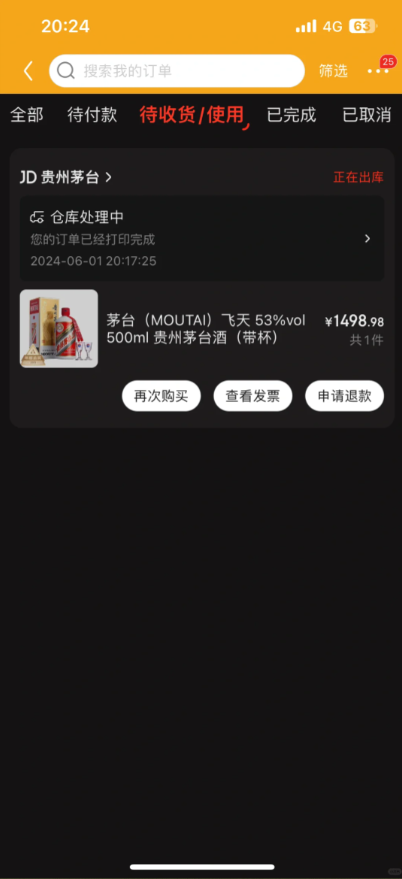 20:24
4G 63
搜索我的订单
筛选
25
全部 待付款 待收货/使用 已完成 已取消
JD 贵州茅台 正在出库
仓库处理中
您的订单已经打印完成
2024-06-01 20:17:25
茅台（MOUTAI）飞天 53%vol ¥1498.98
500ml 贵州茅台酒（带杯） 共1件
再次购买 查看发票 申请退款